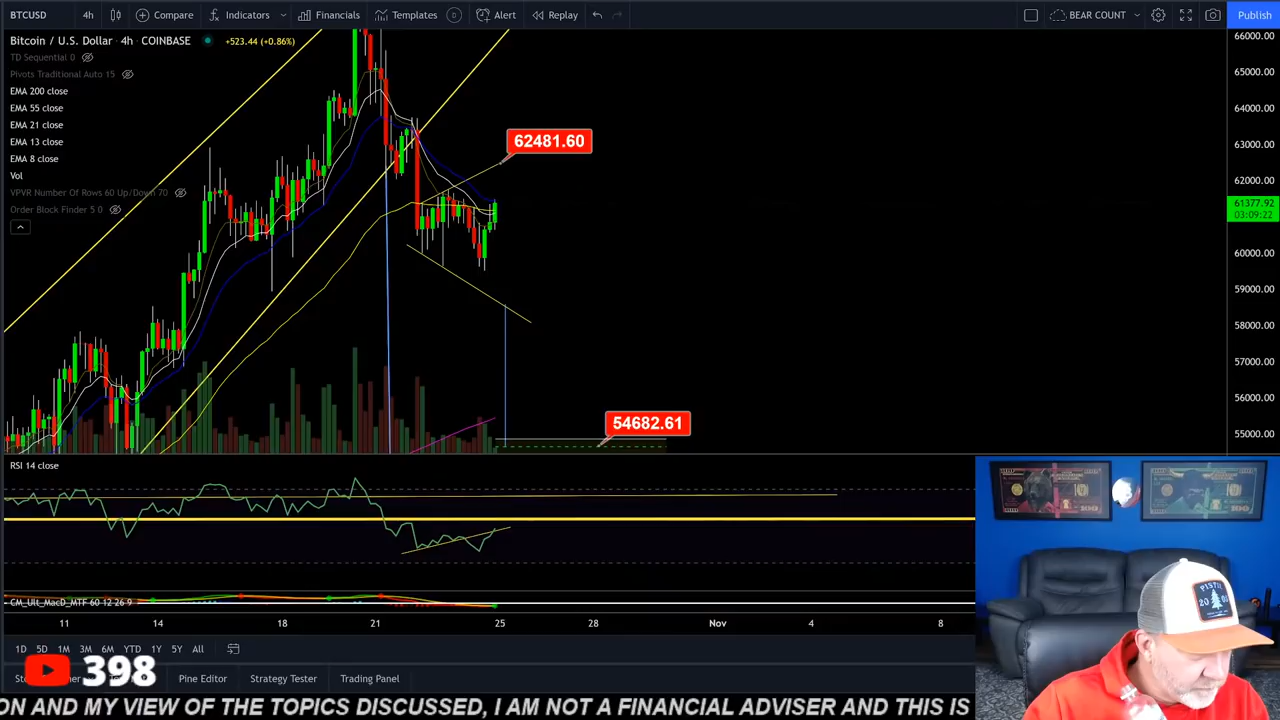 BTCUSD 4h Compare Indicators Financials Templates Alert Replay BEAR COUNT Publish
Bitcoin / U.S. Dollar · 4h · COINBASE +523.44 (+0.86%)
TD Sequential 0
Pivots Traditional Auto 15
EMA 200 close
EMA 55 close
EMA 21 close
EMA 13 close
EMA 8 close
Vol
VPVR Number Of Rows 60 Up/Down 70
Order Block Finder 5 0
62481.60
54682.61
66000.00
65000.00
64000.00
63000.00
62000.00
61377.92
03:09:22
60000.00
59000.00
58000.00
57000.00
56000.00
55000.00
RSI 14 close
CM_Ult_MacD_MTF 60 12 26 9
11 14 18 21 25 28 Nov 4 8
1D 5D 1M 3M 6M YTD 1Y 5Y All
398
Pine Editor Strategy Tester Trading Panel
PISTIL
20 01
ON AND MY VIEW OF THE TOPICS DISCUSSED, I AM NOT A FINANCIAL ADVISER AND THIS IS